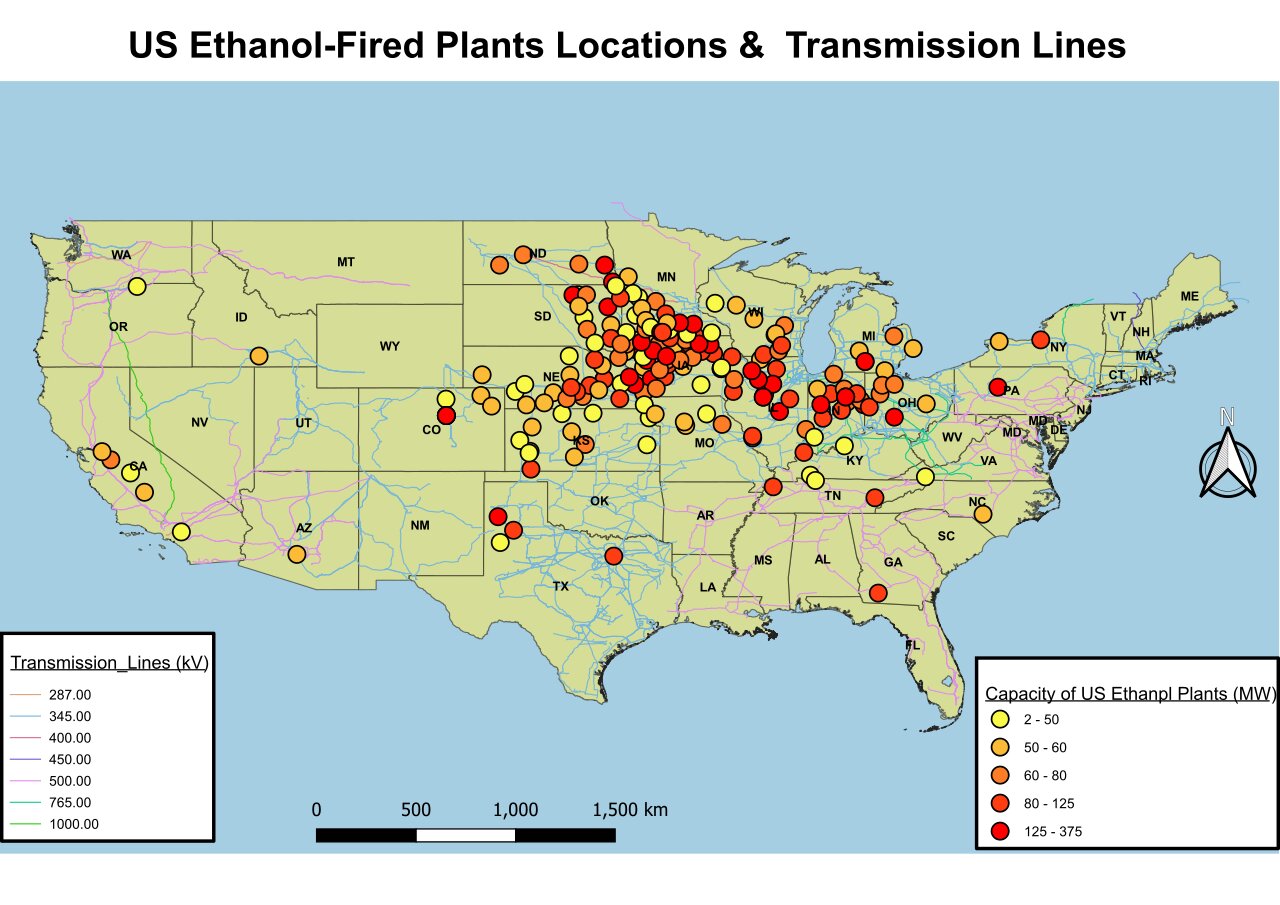 US Ethanol-Fired Plants Locations &  Transmission Lines
WA
MT
ND
MN
ME
OR
ID
SD
WI
MI
VT
NH
NY
MA
WY
IA
CT
RI
NE
PA
NJ
NV
UT
CO
IL
IN
OH
MD
MD
DE
CA
KS
MO
WV
VA
KY
AZ
NM
OK
AR
TN
NC
SC
TX
LA
MS
AL
GA
FL
N
Transmission_Lines (kV)
287.00
345.00
400.00
450.00
500.00
765.00
1000.00
0 500 1,000 1,500 km
Capacity of US Ethanpl Plants (MW)
2 - 50
50 - 60
60 - 80
80 - 125
125 - 375